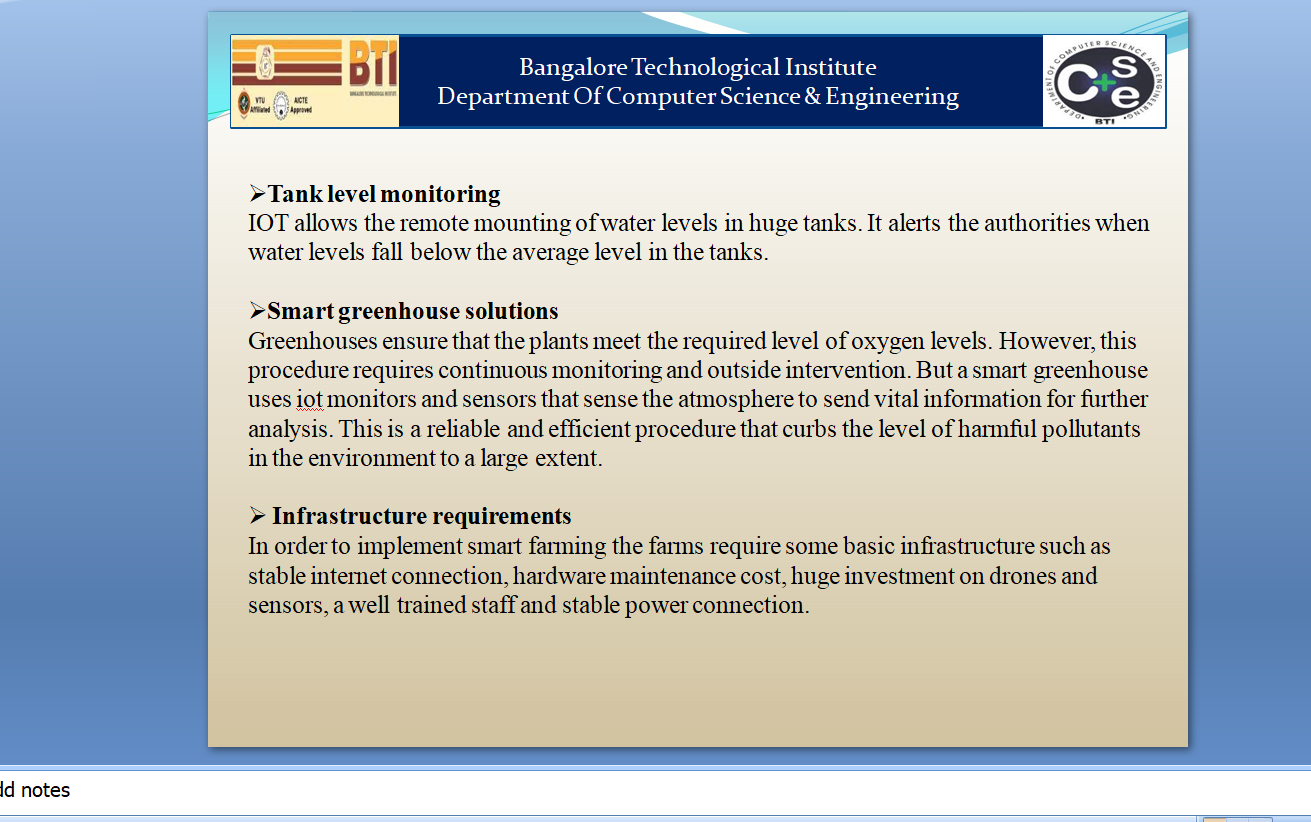 BTI
BANGALORE TECHNOLOGICAL INSTITUTE
VTU
Affiliated
AICTE
Approved
Bangalore Technological Institute
Department Of Computer Science & Engineering
DEPARTMENT OF COMPUTER SCIENCE AND ENGINEERING
C+Se
BTI
➢Tank level monitoring
IOT allows the remote mounting of water levels in huge tanks. It alerts the authorities when
water levels fall below the average level in the tanks.
➢Smart greenhouse solutions
Greenhouses ensure that the plants meet the required level of oxygen levels. However, this
procedure requires continuous monitoring and outside intervention. But a smart greenhouse
uses iot monitors and sensors that sense the atmosphere to send vital information for further
analysis. This is a reliable and efficient procedure that curbs the level of harmful pollutants
in the environment to a large extent.
➢ Infrastructure requirements
In order to implement smart farming the farms require some basic infrastructure such as
stable internet connection, hardware maintenance cost, huge investment on drones and
sensors, a well trained staff and stable power connection.
dd notes